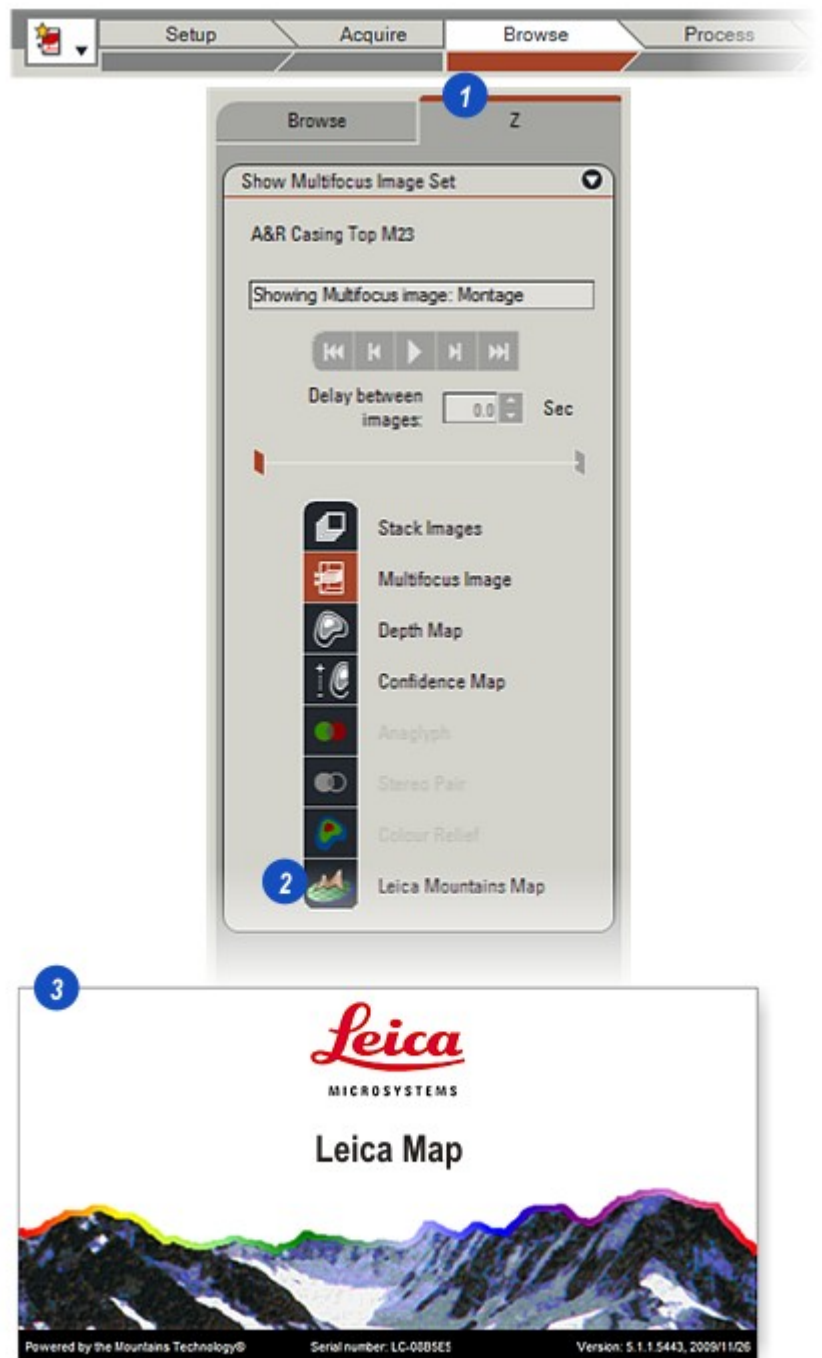 Setup Acquire Browse Process
1
Browse Z
Show Multifocus Image Set
A&R Casing Top M23
Showing Multifocus image: Montage
Delay between
images: 0.0 Sec
Stack Images
Multifocus Image
Depth Map
Confidence Map
Anaglyph
Stereo Pair
Colour Relief
2 Leica Mountains Map
3
Leica
MICROSYSTEMS
Leica Map
Powered by the Mountains Technology® Serial number: LC-08B5E5 Version: 5.1.1.5443, 2009/11/26